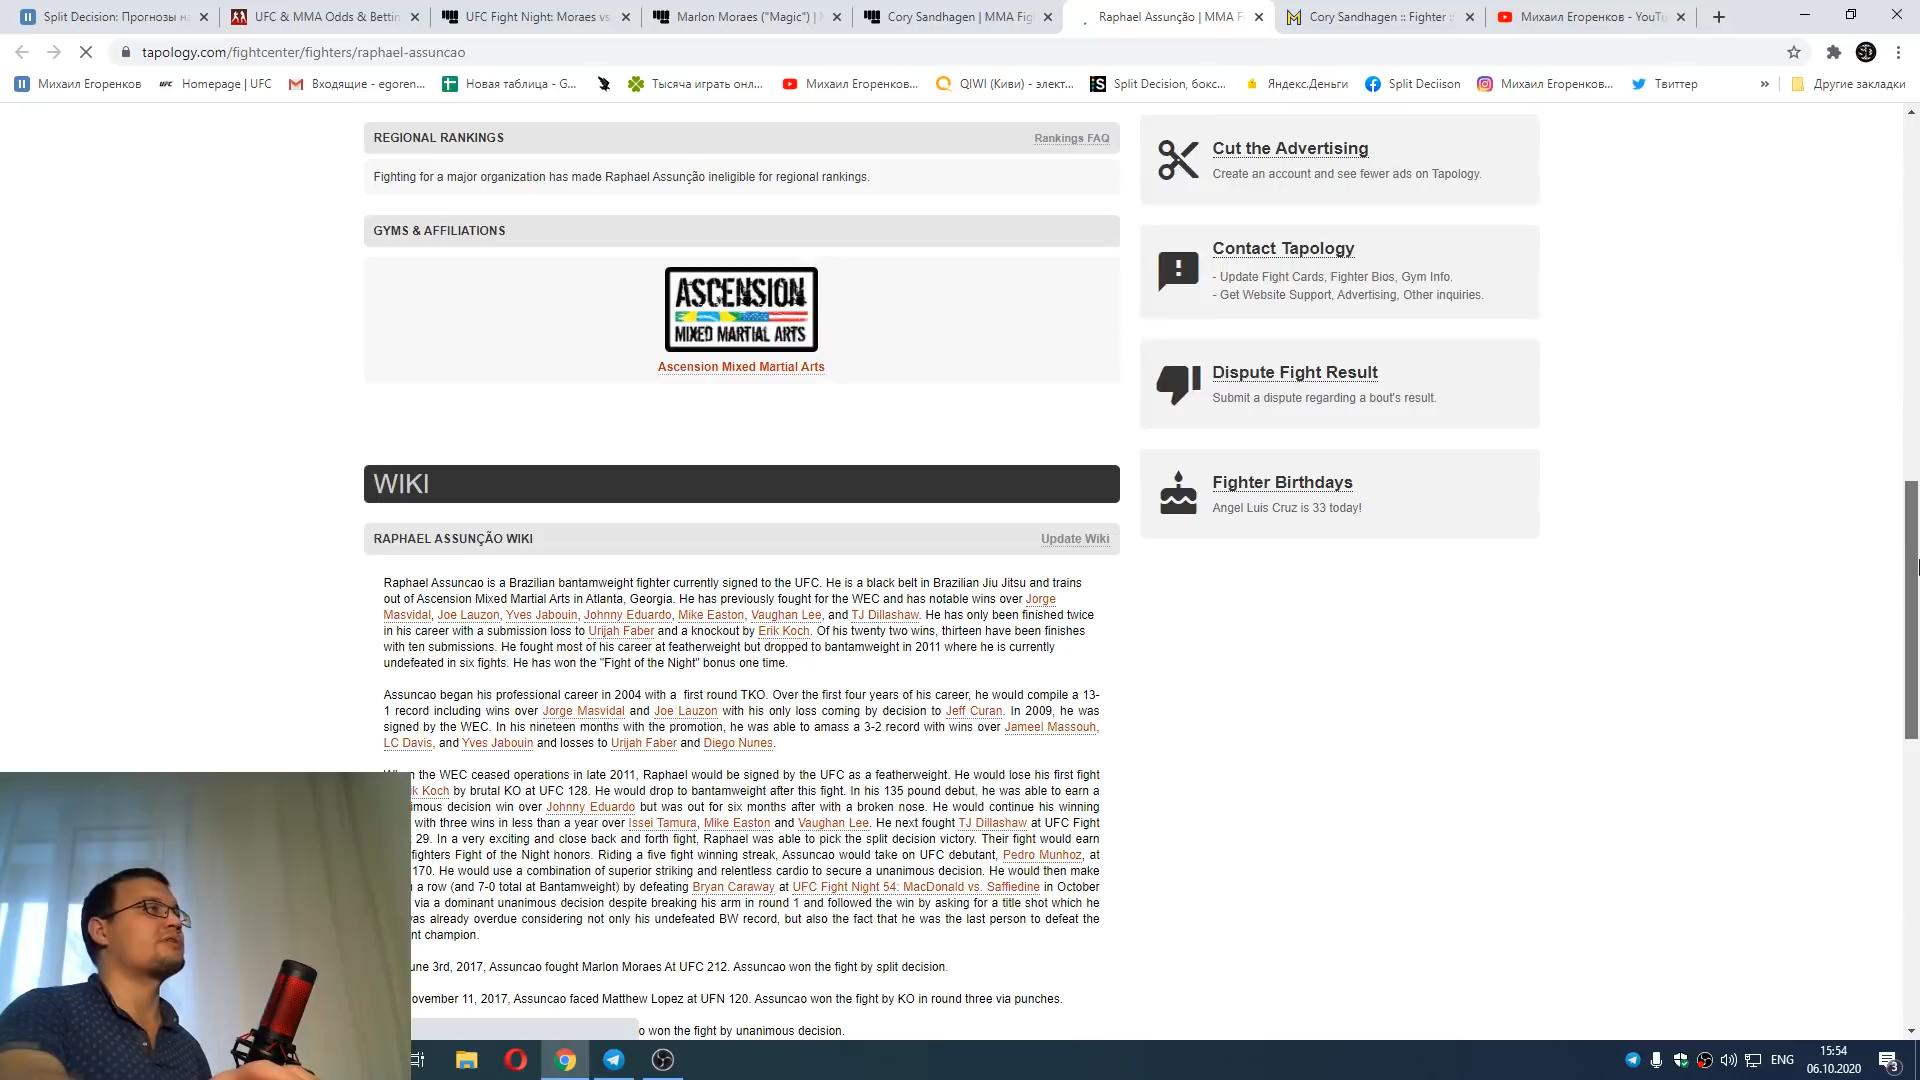 Split Decision: Прогнозы на
UFC & MMA Odds & Bettin
UFC Fight Night: Moraes vs
Marlon Moraes ("Magic") |
Cory Sandhagen | MMA Fig
Raphael Assunção | MMA F
Cory Sandhagen :: Fighter
Михаил Егоренков - YouTu
tapology.com/fightcenter/fighters/raphael-assuncao
Михаил Егоренков
UFC
Homepage | UFC
Входящие - egoren...
Новая таблица - G...
Тысяча играть онл...
Михаил Егоренков...
QIWI (Киви) - элект...
Split Decision, бокс...
Яндекс.Деньги
Split Deciison
Михаил Егоренков...
Твиттер
»
Другие закладки
REGIONAL RANKINGS
Rankings FAQ
Fighting for a major organization has made Raphael Assunção ineligible for regional rankings.
GYMS & AFFILIATIONS
ASCENSION
MIXED MARTIAL ARTS
Ascension Mixed Martial Arts
WIKI
RAPHAEL ASSUNÇÃO WIKI
Update Wiki
Raphael Assuncao is a Brazilian bantamweight fighter currently signed to the UFC. He is a black belt in Brazilian Jiu Jitsu and trains
out of Ascension Mixed Martial Arts in Atlanta, Georgia. He has previously fought for the WEC and has notable wins over Jorge
Masvidal, Joe Lauzon, Yves Jabouin, Johnny Eduardo, Mike Easton, Vaughan Lee, and TJ Dillashaw. He has only been finished twice
in his career with a submission loss to Urijah Faber and a knockout by Erik Koch. Of his twenty two wins, thirteen have been finishes
with ten submissions. He fought most of his career at featherweight but dropped to bantamweight in 2011 where he is currently
undefeated in six fights. He has won the "Fight of the Night" bonus one time.
Assuncao began his professional career in 2004 with a first round TKO. Over the first four years of his career, he would compile a 13-
1 record including wins over Jorge Masvidal and Joe Lauzon with his only loss coming by decision to Jeff Curan. In 2009, he was
signed by the WEC. In his nineteen months with the promotion, he was able to amass a 3-2 record with wins over Jameel Massouh,
LC Davis, and Yves Jabouin and losses to Urijah Faber and Diego Nunes.
n the WEC ceased operations in late 2011, Raphael would be signed by the UFC as a featherweight. He would lose his first fight
k Koch by brutal KO at UFC 128. He would drop to bantamweight after this fight. In his 135 pound debut, he was able to earn a
imous decision win over Johnny Eduardo but was out for six months after with a broken nose. He would continue his winning
with three wins in less than a year over Issei Tamura, Mike Easton and Vaughan Lee. He next fought TJ Dillashaw at UFC Fight
29. In a very exciting and close back and forth fight, Raphael was able to pick the split decision victory. Their fight would earn
fighters Fight of the Night honors. Riding a five fight winning streak, Assuncao would take on UFC debutant, Pedro Munhoz, at
170. He would use a combination of superior striking and relentless cardio to secure a unanimous decision. He would then make
a row (and 7-0 total at Bantamweight) by defeating Bryan Caraway at UFC Fight Night 54: MacDonald vs. Saffiedine in October
via a dominant unanimous decision despite breaking his arm in round 1 and followed the win by asking for a title shot which he
as already overdue considering not only his undefeated BW record, but also the fact that he was the last person to defeat the
nt champion.
une 3rd, 2017, Assuncao fought Marlon Moraes At UFC 212. Assuncao won the fight by split decision.
ovember 11, 2017, Assuncao faced Matthew Lopez at UFN 120. Assuncao won the fight by KO in round three via punches.
o won the fight by unanimous decision.
Cut the Advertising
Create an account and see fewer ads on Tapology.
Contact Tapology
- Update Fight Cards, Fighter Bios, Gym Info.
- Get Website Support, Advertising, Other inquiries.
Dispute Fight Result
Submit a dispute regarding a bout's result.
Fighter Birthdays
Angel Luis Cruz is 33 today!
ENG
15:54
06.10.2020
3